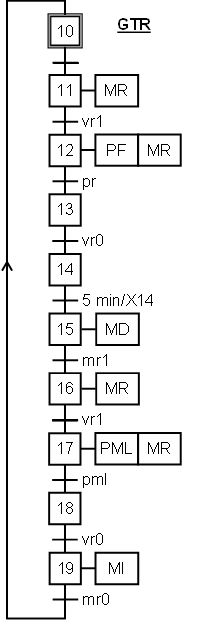 10 GTR
11 MR
vr1
12 PF MR
pr
13
vr0
14
5 min/X14
15 MD
mr1
16 MR
vr1
17 PML MR
pml
18
vr0
19 MI
mr0